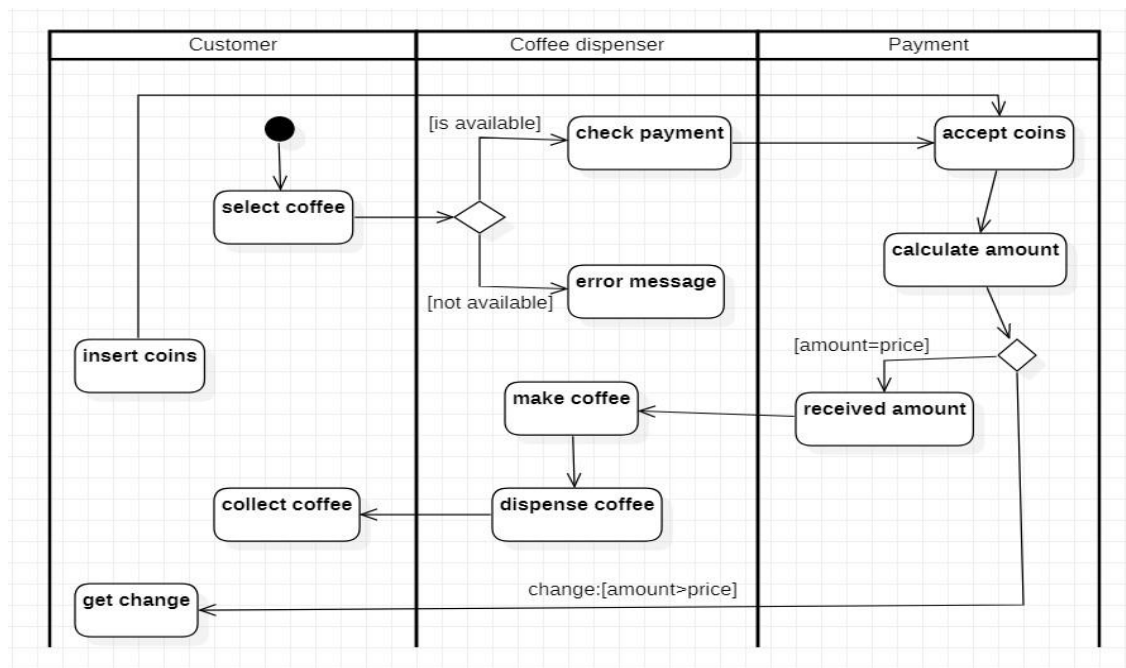 Customer
Coffee dispenser
Payment
[is available]
check payment
accept coins
select coffee
calculate amount
error message
[not available]
insert coins
[amount=price]
make coffee
received amount
collect coffee
dispense coffee
change:[amount>price]
get change